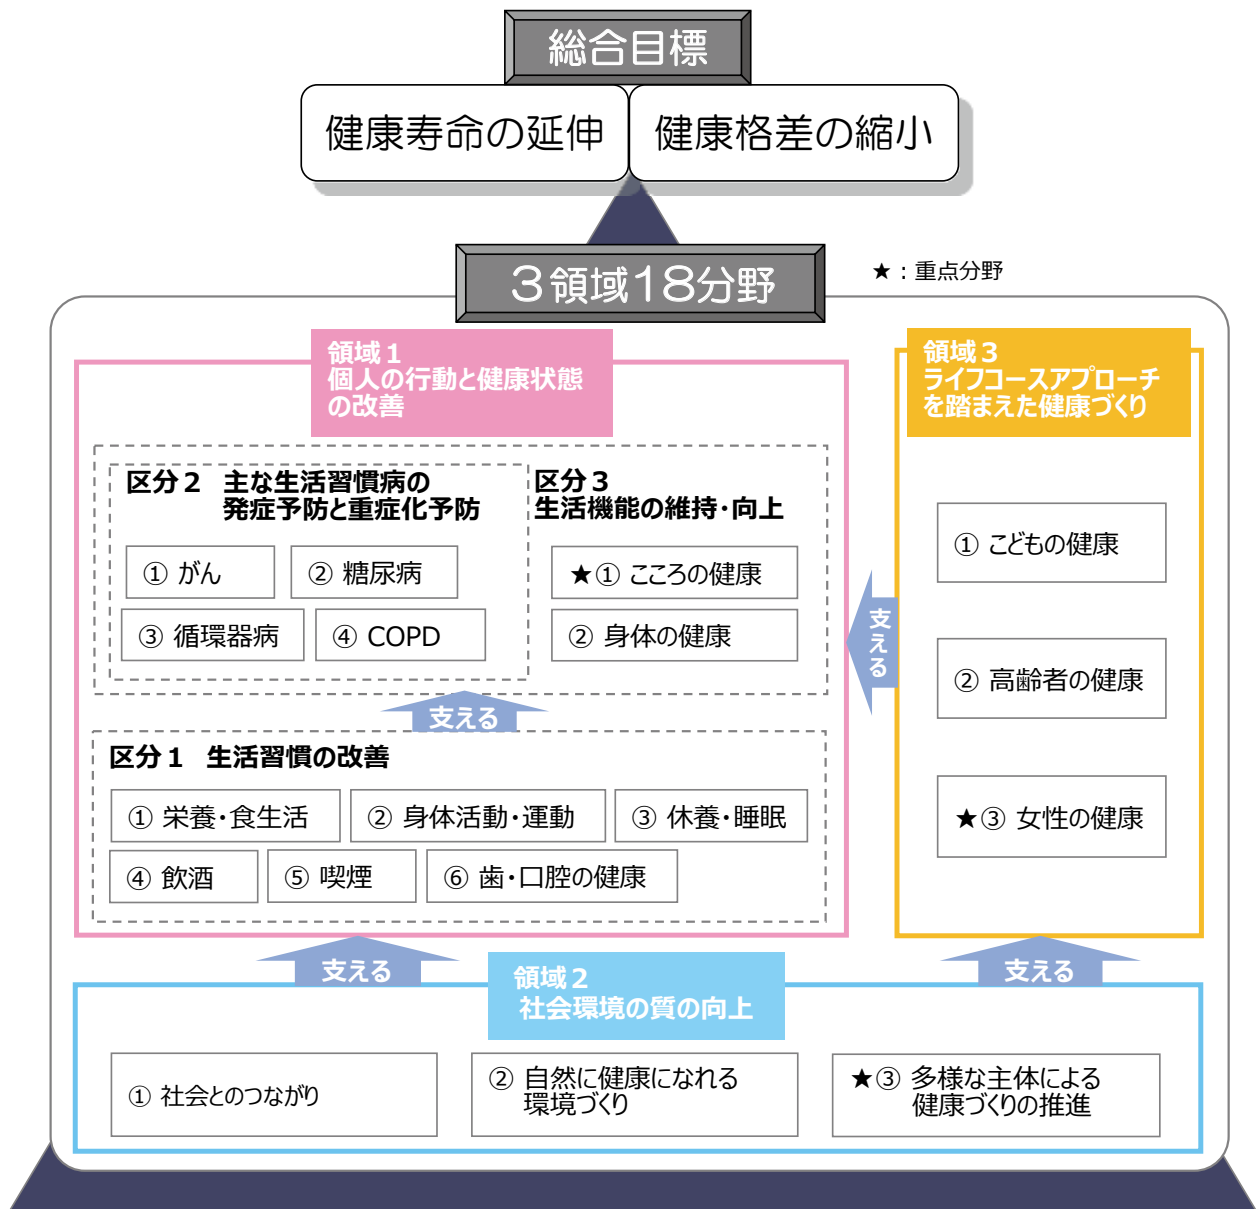 総合目標
健康寿命の延伸
健康格差の縮小
3領域18分野
★：重点分野
領域１
個人の行動と健康状態
の改善
区分２ 主な生活習慣病の
発症予防と重症化予防
① がん
② 糖尿病
③ 循環器病
④ COPD
区分３
生活機能の維持・向上
★① こころの健康
② 身体の健康
支える
区分１ 生活習慣の改善
① 栄養・食生活
② 身体活動・運動
③ 休養・睡眠
④ 飲酒
⑤ 喫煙
⑥ 歯・口腔の健康
支える
領域３
ライフコースアプローチ
を踏まえた健康づくり
① こどもの健康
② 高齢者の健康
★③ 女性の健康
支える
支える
領域２
社会環境の質の向上
① 社会とのつながり
② 自然に健康になれる
環境づくり
★③ 多様な主体による
健康づくりの推進